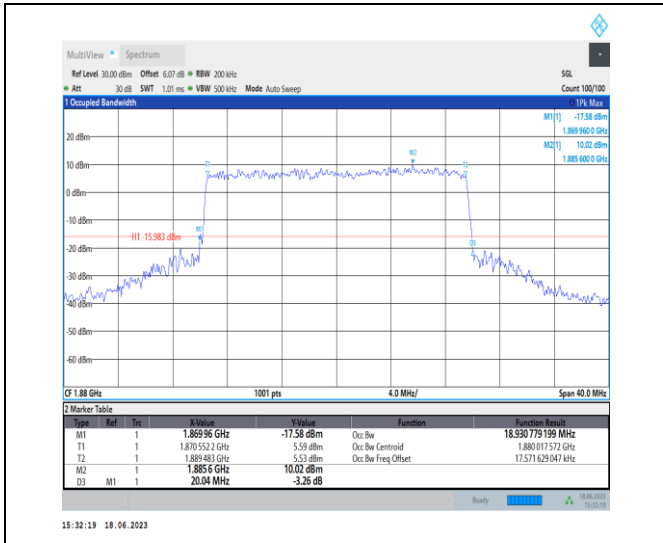 MultiView Spectrum
Ref Level 30.00 dBm Offset 6.07 dB RBW 200 kHz SGL
Att 30 dB SWT 1.01 ms VBW 500 kHz Mode Auto Sweep Count 100/100
1 Occupied Bandwidth 1Pk Max
M1[1] -17.58 dBm
1.869 960 0 GHz
M2[1] 10.02 dBm
1.885 600 0 GHz
20 dBm
M2
T1 T2
10 dBm
0 dBm
-10 dBm
M1
H1 -15.983 dBm
-20 dBm
D3
-30 dBm
-40 dBm
-50 dBm
-60 dBm
CF 1.88 GHz 1001 pts 4.0 MHz/ Span 40.0 MHz
2 Marker Table
Type Ref Trc X-Value Y-Value Function Function Result
M1 1 1.86996 GHz -17.58 dBm Occ Bw 18.930 779 199 MHz
T1 1 1.870 552 2 GHz 5.59 dBm Occ Bw Centroid 1.880 017 572 GHz
T2 1 1.889 483 GHz 5.53 dBm Occ Bw Freq Offset 17.571 629 047 kHz
M2 1 1.885 6 GHz 10.02 dBm
D3 M1 1 20.04 MHz -3.26 dB
Ready 18.06.2023
15:32:19
15:32:19 18.06.2023